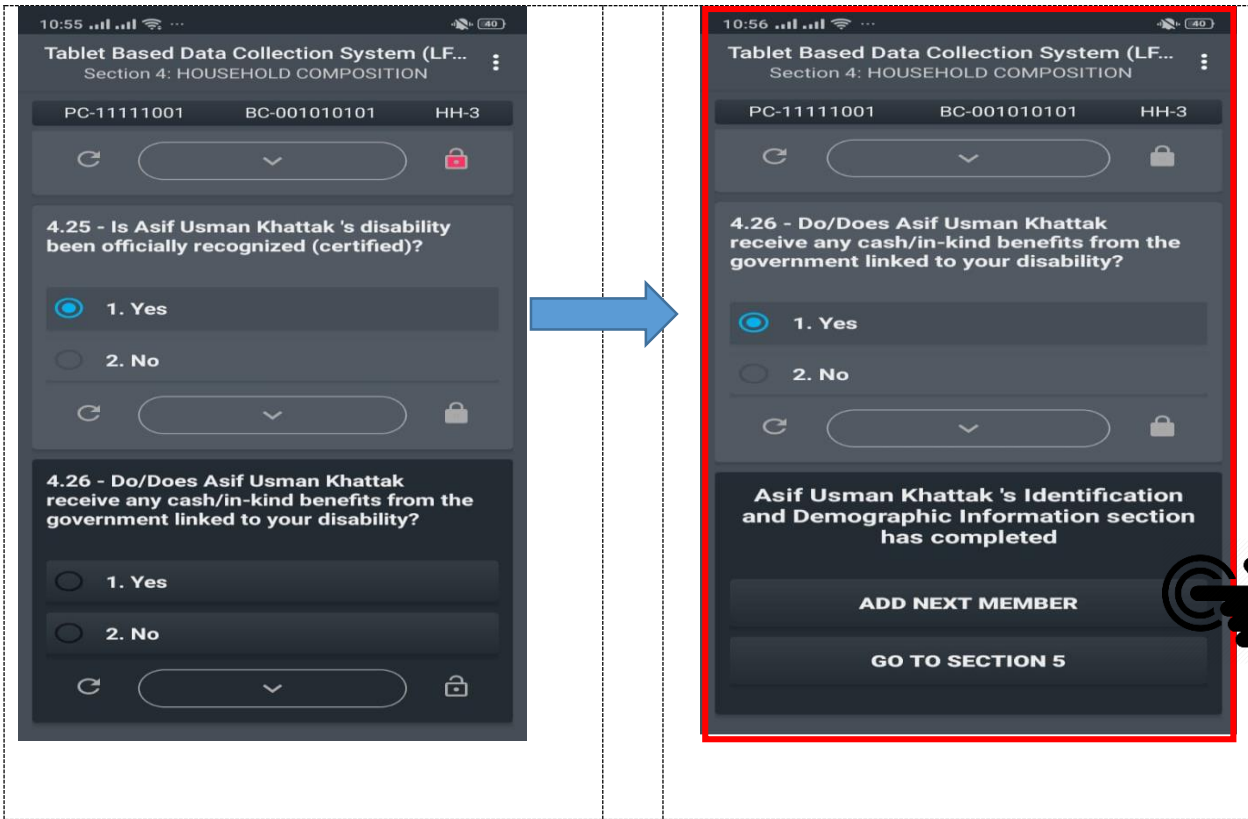 10:55
40
Tablet Based Data Collection System (LF...
Section 4: HOUSEHOLD COMPOSITION
PC-11111001 BC-001010101 HH-3
4.25 - Is Asif Usman Khattak 's disability
been officially recognized (certified)?
1. Yes
2. No
4.26 - Do/Does Asif Usman Khattak
receive any cash/in-kind benefits from the
government linked to your disability?
1. Yes
2. No
10:56
40
Tablet Based Data Collection System (LF...
Section 4: HOUSEHOLD COMPOSITION
PC-11111001 BC-001010101 HH-3
4.26 - Do/Does Asif Usman Khattak
receive any cash/in-kind benefits from the
government linked to your disability?
1. Yes
2. No
Asif Usman Khattak 's Identification
and Demographic Information section
has completed
ADD NEXT MEMBER
GO TO SECTION 5